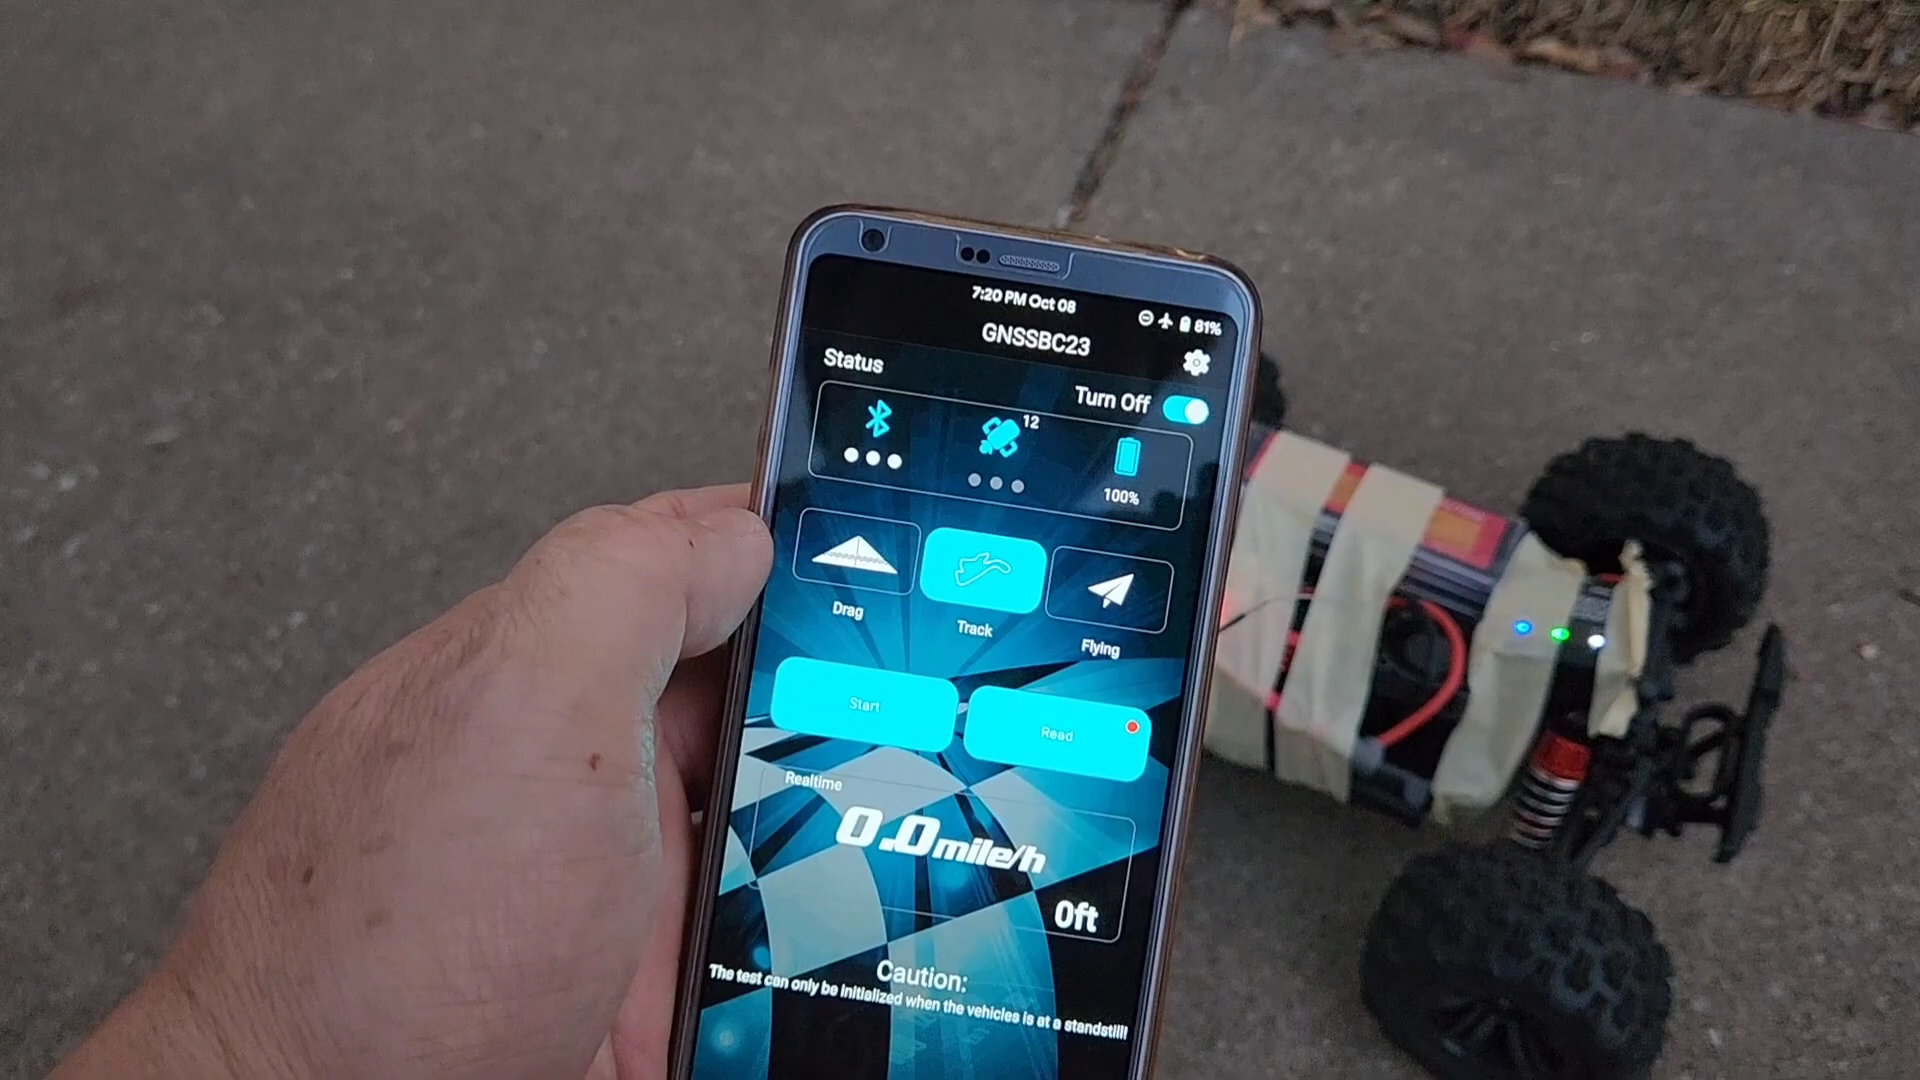 7:20 PM Oct 08
81%
GNSSBC23
Status
Turn Off
12
100%
Drag
Track
Flying
Start
Read
Realtime
0.0mile/h
0ft
Caution:
The test can only be initialized when the vehicles is at a standstill!